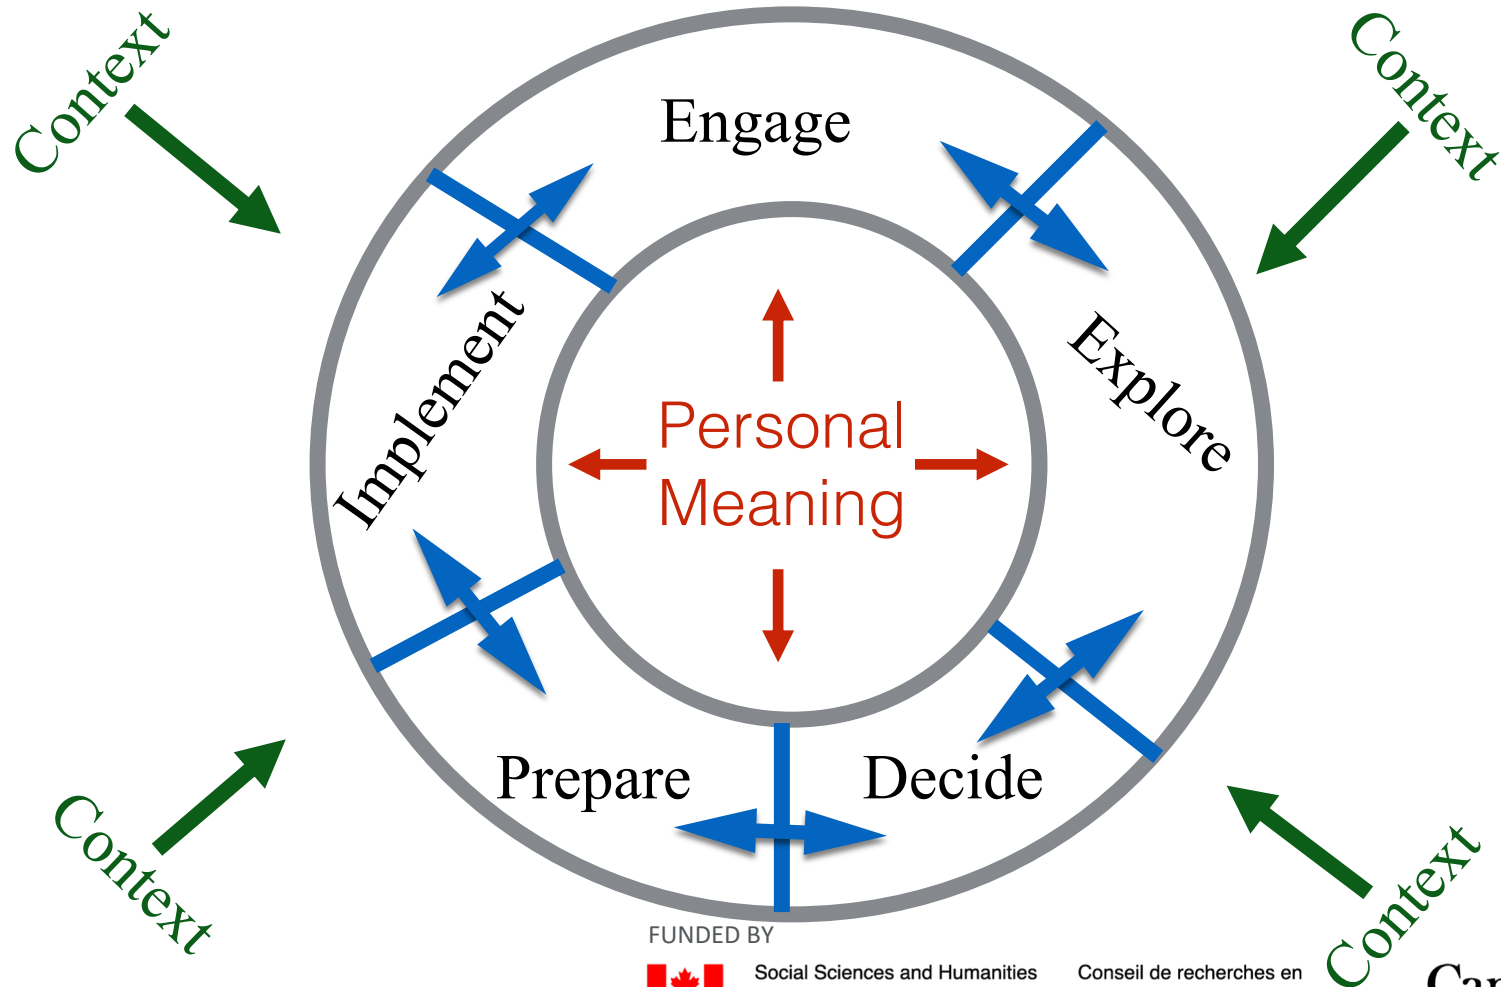 Context
Context
Engage
Explore
Implement
Personal
Meaning
Prepare
Decide
Context
Context
FUNDED BY
Social Sciences and Humanities
Conseil de recherches en